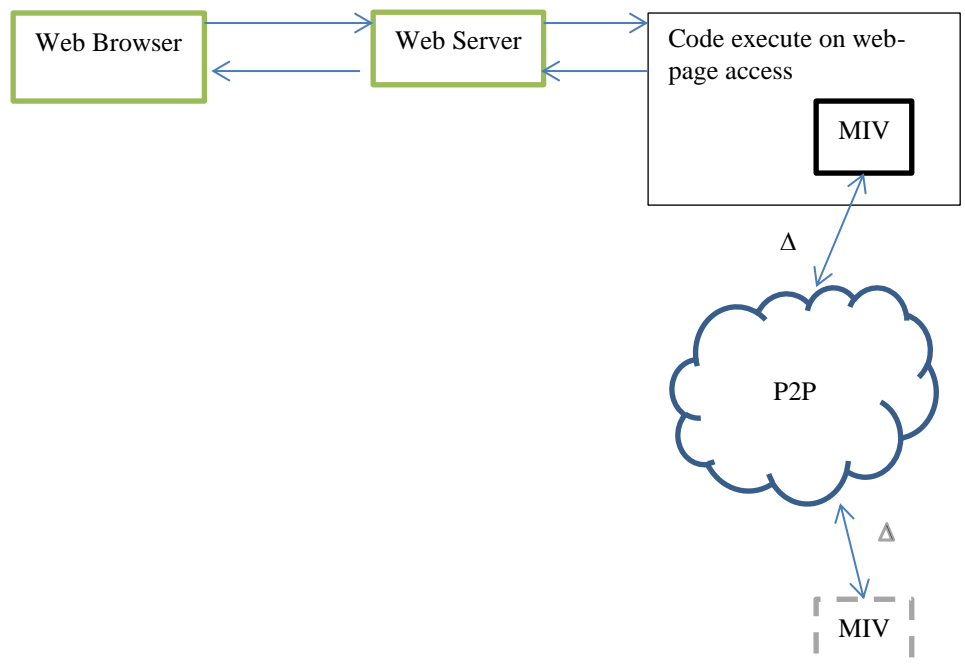 Web Browser
Web Server
Code execute on web-
page access
MIV
Δ
P2P
Δ
MIV